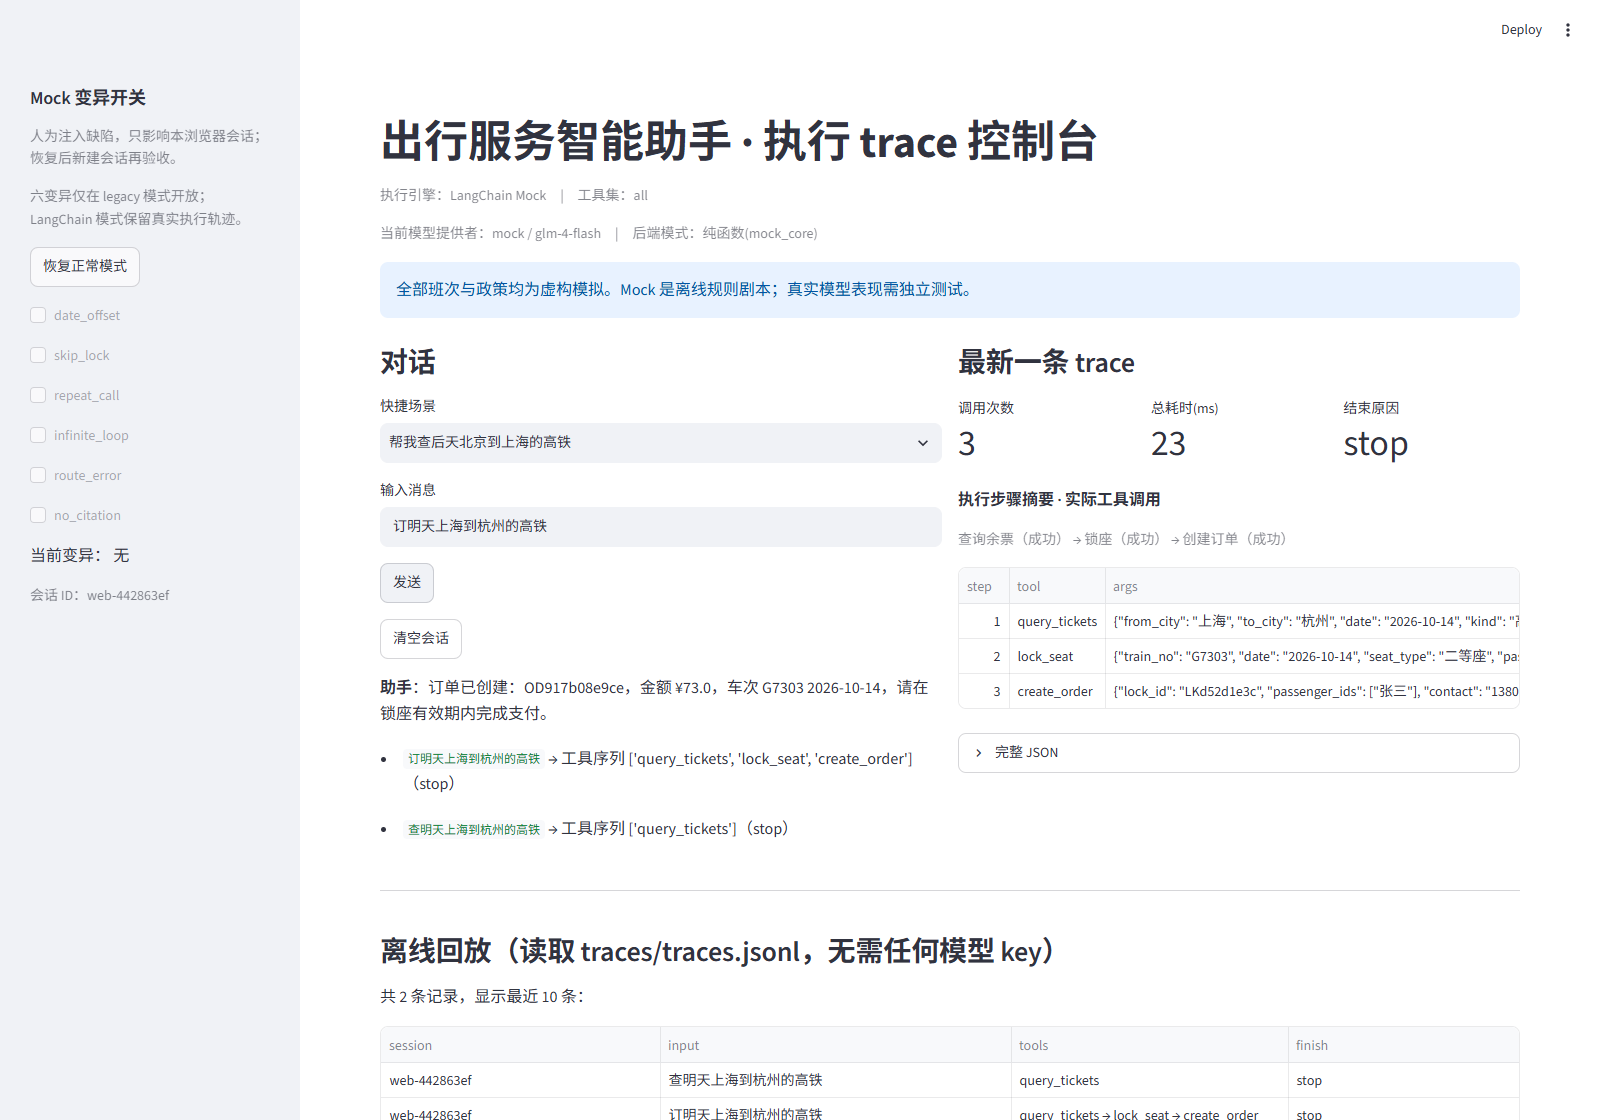 Deploy
Mock 变异开关
人为注入缺陷，只影响本浏览器会话；
恢复后新建会话再验收。
六变异仅在 legacy 模式开放；
LangChain 模式保留真实执行轨迹。
恢复正常模式
date_offset
skip_lock
repeat_call
infinite_loop
route_error
no_citation
当前变异： 无
会话 ID：web-442863ef
出行服务智能助手 · 执行 trace 控制台
执行引擎：LangChain Mock | 工具集：all
当前模型提供者：mock / glm-4-flash | 后端模式：纯函数(mock_core)
全部班次与政策均为虚构模拟。Mock 是离线规则剧本；真实模型表现需独立测试。
对话
快捷场景
帮我查后天北京到上海的高铁
输入消息
订明天上海到杭州的高铁
发送
清空会话
助手：订单已创建：OD917b08e9ce，金额 ¥73.0，车次 G7303 2026-10-14，请在
锁座有效期内完成支付。
订明天上海到杭州的高铁 → 工具序列 ['query_tickets', 'lock_seat', 'create_order']
（stop）
查明天上海到杭州的高铁 → 工具序列 ['query_tickets']（stop）
最新一条 trace
调用次数 总耗时(ms) 结束原因
3 23 stop
执行步骤摘要 · 实际工具调用
查询余票（成功）→ 锁座（成功）→ 创建订单（成功）
step tool args
1 query_tickets {"from_city": "上海", "to_city": "杭州", "date": "2026-10-14", "kind": "
2 lock_seat {"train_no": "G7303", "date": "2026-10-14", "seat_type": "二等座", "pas
3 create_order {"lock_id": "LKd52d1e3c", "passenger_ids": ["张三"], "contact": "1380
完整 JSON
离线回放（读取 traces/traces.jsonl，无需任何模型 key）
共 2 条记录，显示最近 10 条：
session input tools finish
web-442863ef 查明天上海到杭州的高铁 query_tickets stop
web-442863ef 订明天上海到杭州的高铁 query_tickets → lock_seat → create_order stop